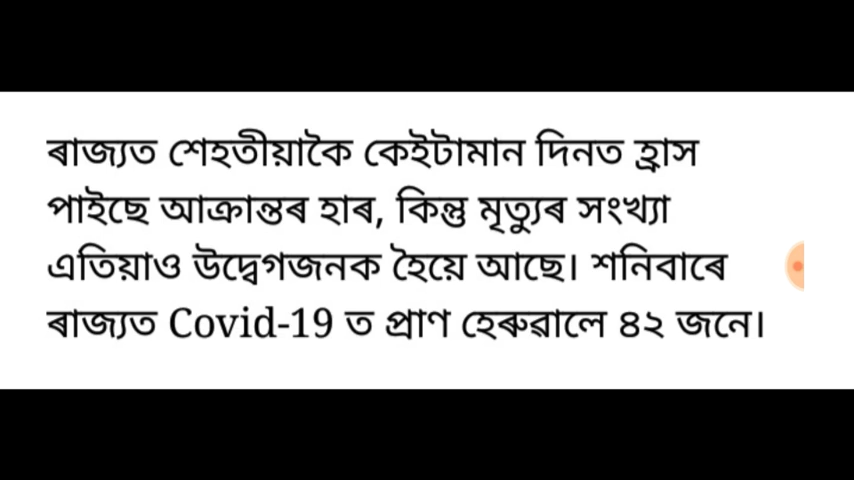 ৰাজ্যত শেহতীয়াকৈ কেইটামান দিনত হ্ৰাস
পাইছে আক্ৰান্তৰ হাৰ, কিন্তু মৃত্যুৰ সংখ্যা
এতিয়াও উদ্বেগজনক হৈয়ে আছে। শনিবাৰে
ৰাজ্যত Covid-19 ত প্ৰাণ হেৰুৱালে ৪২ জনে।